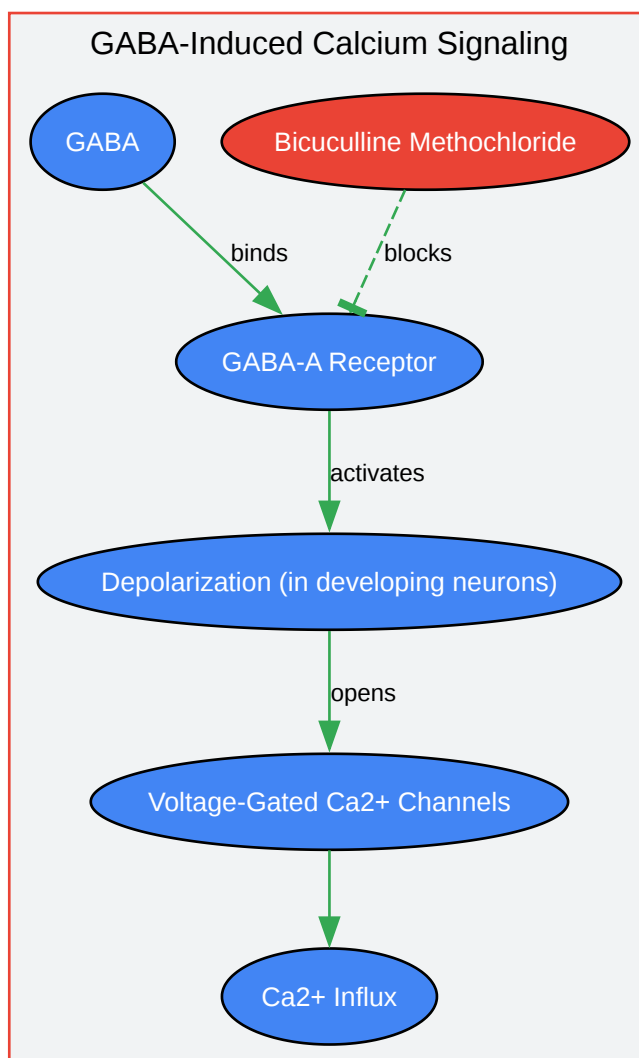 GABA-Induced Calcium Signaling
GABA
Bicuculline Methochloride
binds
blocks
GABA-A Receptor
activates
Depolarization (in developing neurons)
opens
Voltage-Gated Ca2+ Channels
Ca2+ Influx